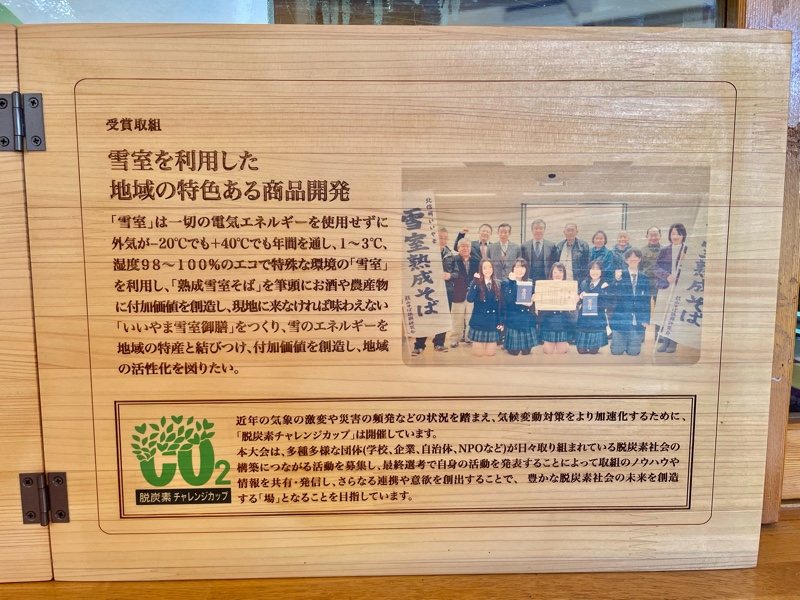 受賞取組
雪室を利用した
地域の特色ある商品開発
「雪室」は一切の電気エネルギーを使用せずに
外気が-20℃でも+40℃でも年間を通し、1～3℃、
湿度98～100%のエコで特殊な環境の「雪室」
を利用し、「熟成雪室そば」を筆頭にお酒や農産物
に付加価値を創造し、現地に来なければ味わえない
「いいやま雪室御膳」をつくり、雪のエネルギーを
地域の特産と結びつけ、付加価値を創造し、地域
の活性化を図りたい。
北信州いいやま
雪室熟成そば
CO2
脱炭素チャレンジカップ
近年の気象の激変や災害の頻発などの状況を踏まえ、気候変動対策をより加速化するために、
「脱炭素チャレンジカップ」は開催しています。
本大会は、多種多様な団体(学校、企業、自治体、NPOなど)が日々取り組まれている脱炭素社会の
構築につながる活動を募集し、最終選考で自身の活動を発表することによって取組のノウハウや
情報を共有・発信し、さらなる連携や意欲を創出することで、豊かな脱炭素社会の未来を創造
する「場」となることを目指しています。